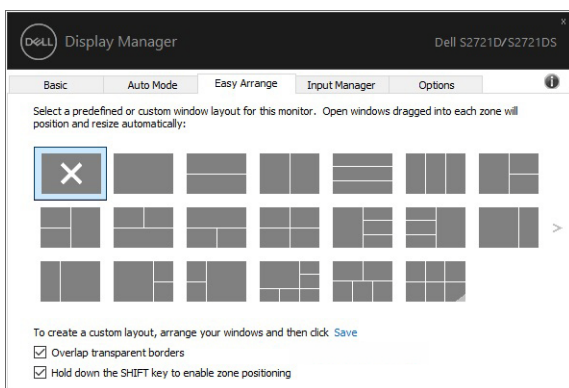 DELL Display Manager
Dell S2721D/S2721DS
x
Basic
Auto Mode
Easy Arrange
Input Manager
Options
i
Select a predefined or custom window layout for this monitor. Open windows dragged into each zone will
position and resize automatically:
>
To create a custom layout, arrange your windows and then click Save
Overlap transparent borders
Hold down the SHIFT key to enable zone positioning